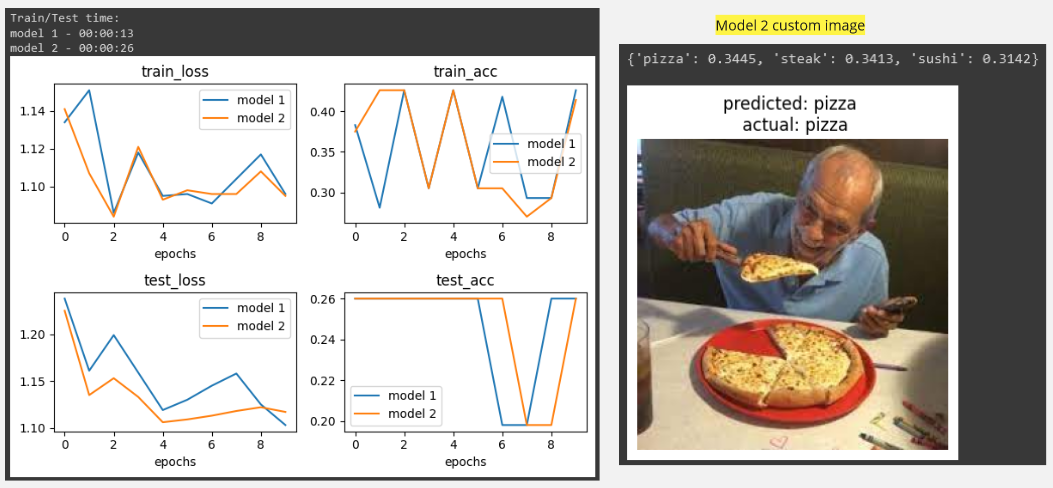 Train/Test time:
model 1 - 00:00:13
model 2 - 00:00:26
train_loss
1.14
1.12
1.10
model 1
model 2
0 2 4 6 8
epochs
train_acc
0.40
0.35
0.30
model 1
model 2
0 2 4 6 8
epochs
test_loss
1.20
1.15
1.10
model 1
model 2
0 2 4 6 8
epochs
test_acc
0.26
0.24
0.22
0.20
model 1
model 2
0 2 4 6 8
epochs
Model 2 custom image
{'pizza': 0.3445, 'steak': 0.3413, 'sushi': 0.3142}
predicted: pizza
actual: pizza